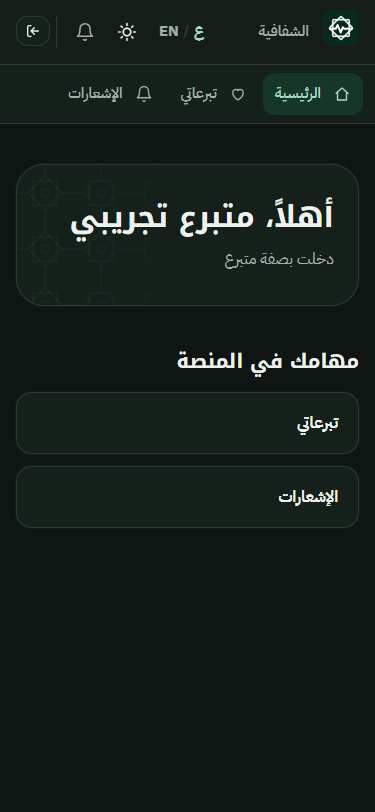 الشفافية
ع / EN
الرئيسية
تبرعاتي
الإشعارات
أهلاً، متبرع تجريبي
دخلت بصفة متبرع
مهامك في المنصة
تبرعاتي
الإشعارات